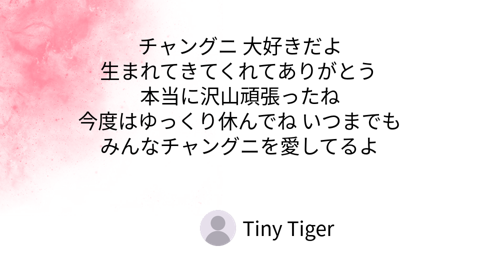 チャングニ 大好きだよ
生まれてきてくれてありがとう
本当に沢山頑張ったね
今度はゆっくり休んでね いつまでも
みんなチャングニを愛してるよ
Tiny Tiger